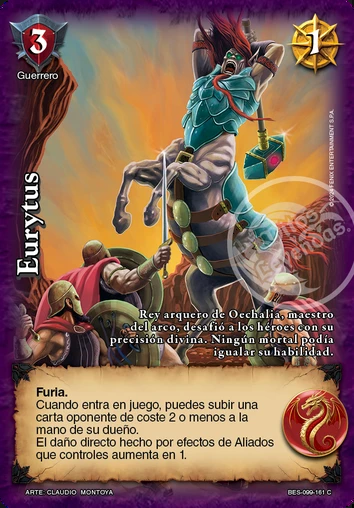 3
1
Guerrero
Eurytus
© 2023 FENIX ENTERTAINMENT S.P.A.
Rey arquero de Oechalia, maestro
del arco, desafió a los héroes con su
precisión divina. Ningún mortal podía
igualar su habilidad.
Furia.
Cuando entra en juego, puedes subir una
carta oponente de coste 2 o menos a la
mano de su dueño.
El daño directo hecho por efectos de Aliados
que controles aumenta en 1.
ARTE: CLAUDIO MONTOYA
BES-099-161 C